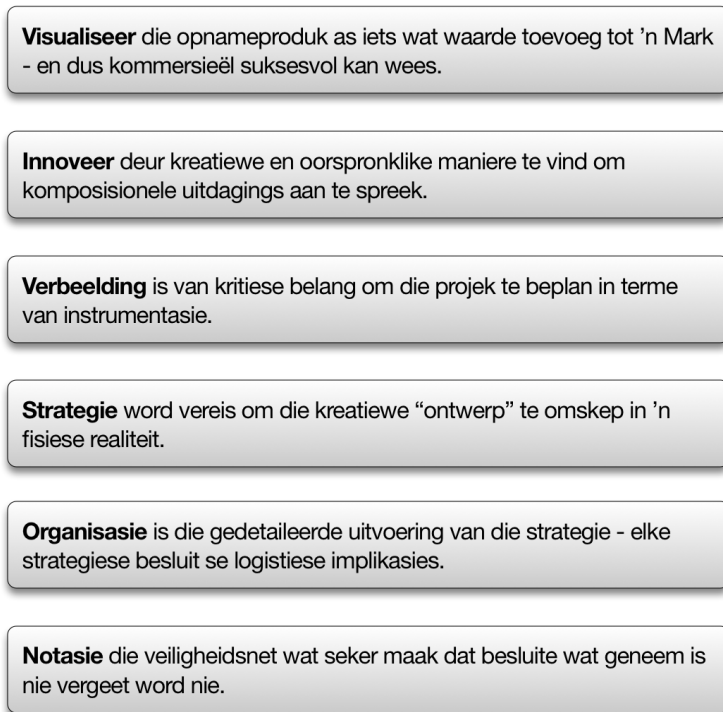 Visualiseer die opnameproduk as iets wat waarde toevoeg tot ’n Mark
- en dus kommersieël suksesvol kan wees.
Innoveer deur kreatiewe en oorspronklike maniere te vind om
komposisionele uitdagings aan te spreek.
Verbeelding is van kritiese belang om die projek te beplan in terme
van instrumentasie.
Strategie word vereis om die kreatiewe “ontwerp” te omskep in ’n
fisiese realiteit.
Organisasie is die gedetaileerde uitvoering van die strategie - elke
strategiese besluit se logistiese implikasies.
Notasie die veiligheidsnet wat seker maak dat besluite wat geneem is
nie vergeet word nie.